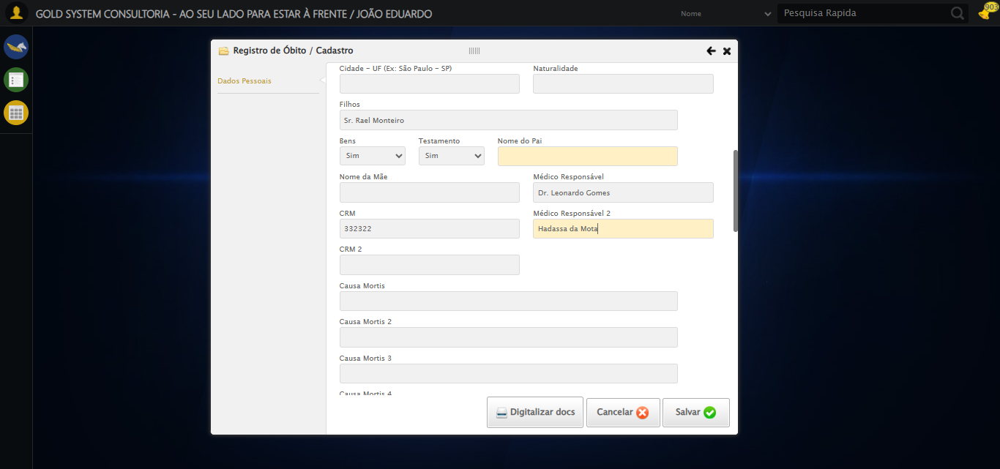 GOLD SYSTEM CONSULTORIA - AO SEU LADO PARA ESTAR À FRENTE / JOÃO EDUARDO
Nome
Pesquisa Rapida
903
Registro de Óbito / Cadastro
Dados Pessoais
Cidade - UF (Ex: São Paulo - SP)
Naturalidade
Filhos
Sr. Rael Monteiro
Bens
Testamento
Nome do Pai
Sim
Sim
Nome da Mãe
Médico Responsável
Dr. Leonardo Gomes
CRM
Médico Responsável 2
332322
Hadassa da Mota
CRM 2
Causa Mortis
Causa Mortis 2
Causa Mortis 3
Causa Mortis 4
Digitalizar docs
Cancelar
Salvar